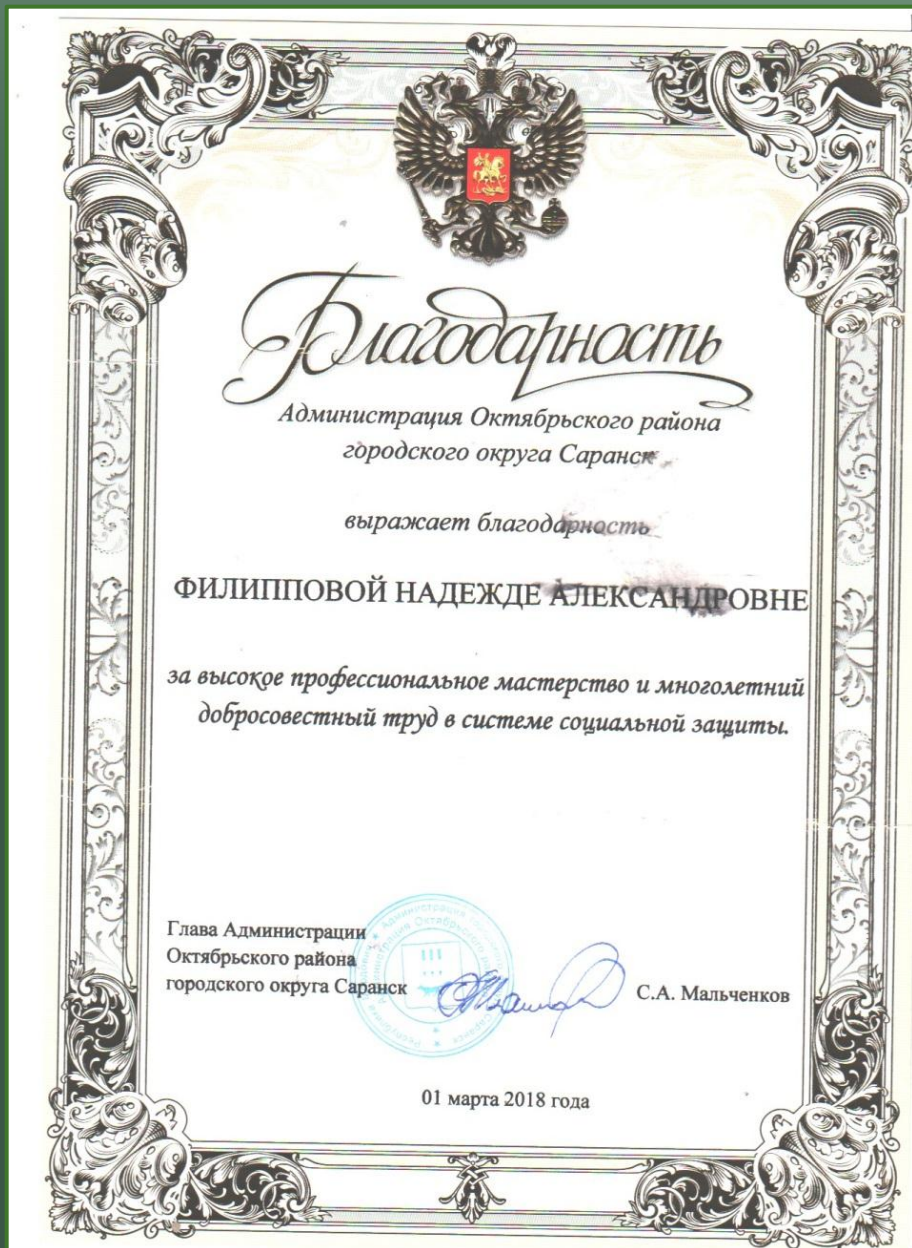 Благодарность
Администрация Октябрьского района
городского округа Саранск
выражает благодарность
ФИЛИППОВОЙ НАДЕЖДЕ АЛЕКСАНДРОВНЕ
за высокое профессиональное мастерство и многолетний
добросовестный труд в системе социальной защиты.
Глава Администрации
Октябрьского района
городского округа Саранск
С.А. Мальченков
01 марта 2018 года